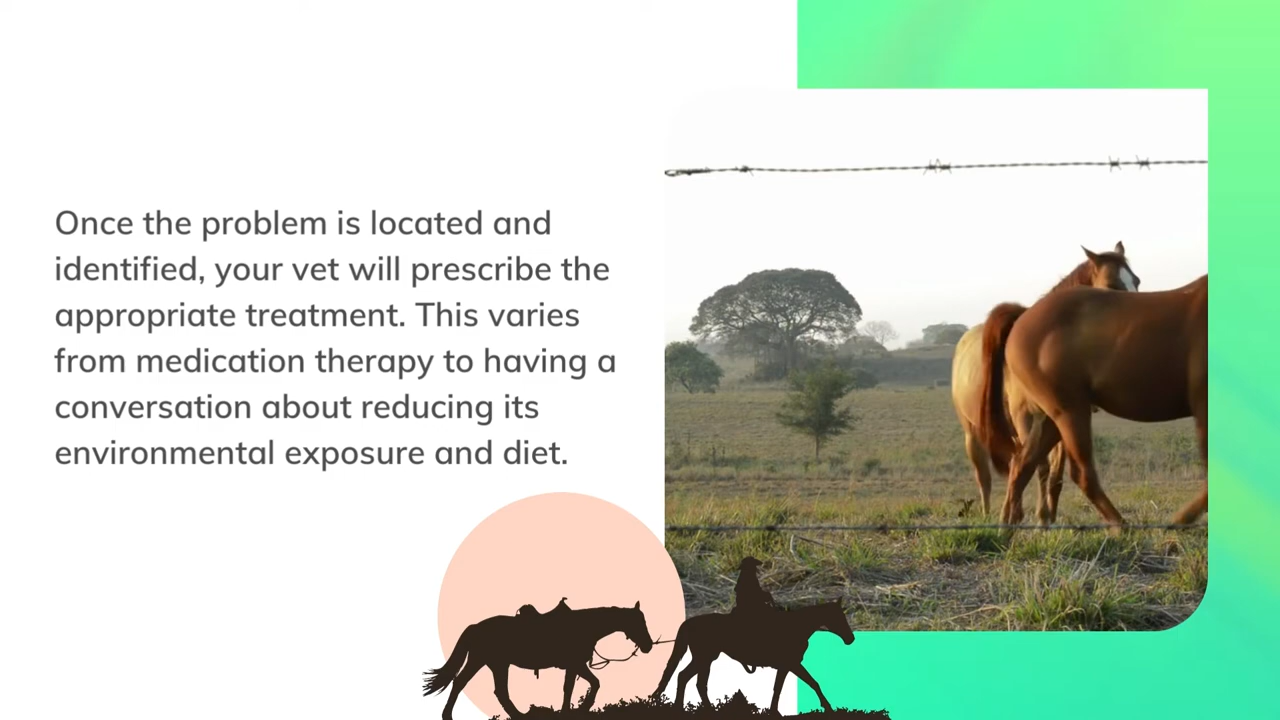 Once the problem is located and
identified, your vet will prescribe the
appropriate treatment. This varies
from medication therapy to having a
conversation about reducing its
environmental exposure and diet.